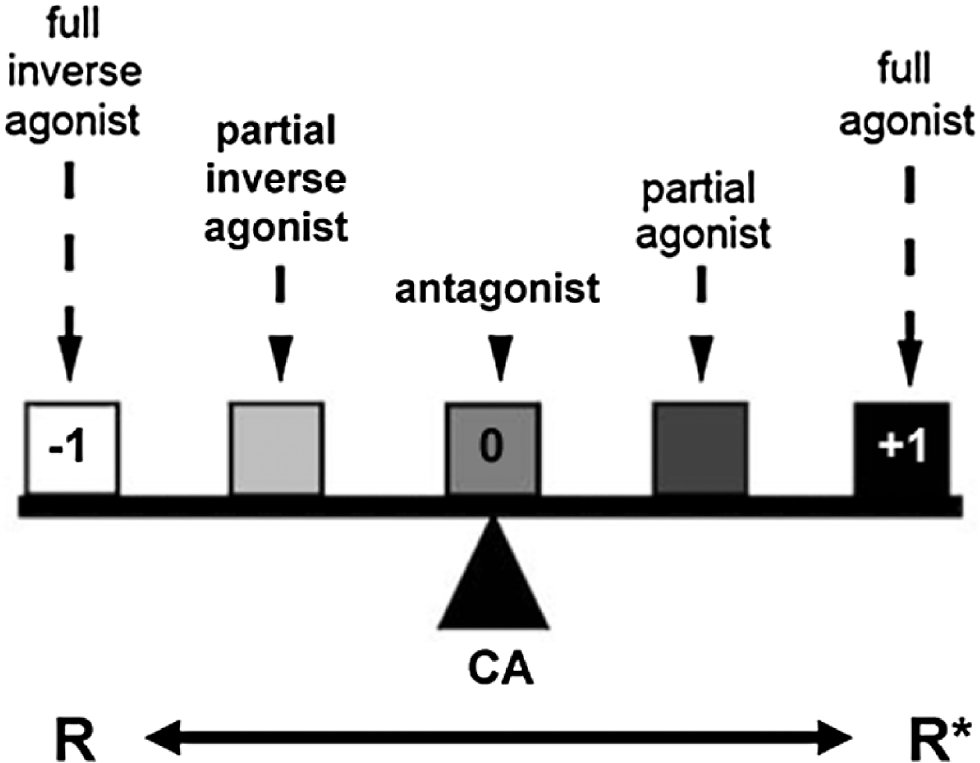 full
inverse
agonist
partial
inverse
agonist
antagonist
partial
agonist
full
agonist
-1
0
+1
CA
R
R*